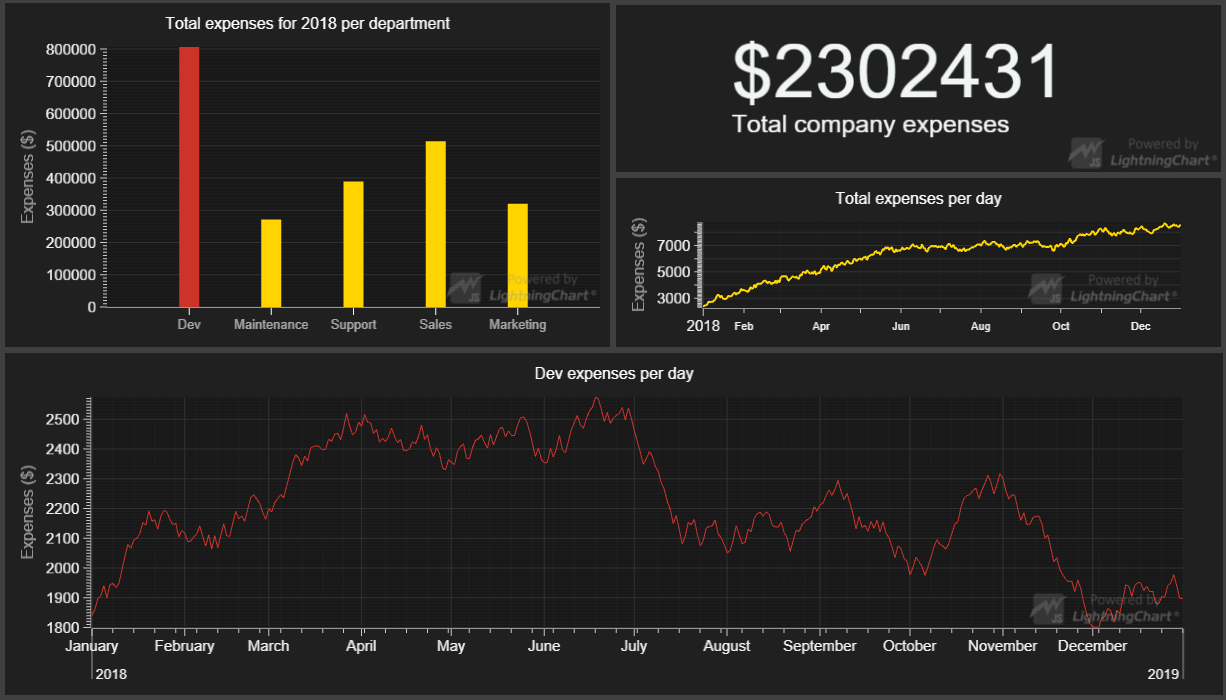 Total expenses for 2018 per department
Expenses ($)
800000
700000
600000
500000
400000
300000
200000
100000
0
Dev Maintenance Support Sales Marketing
Powered by
JS LightningChart®
$2302431
Total company expenses
Powered by
JS LightningChart®
Total expenses per day
Expenses ($)
7000
5000
3000
2018 Feb Apr Jun Aug Oct Dec
Powered by
JS LightningChart®
Dev expenses per day
Expenses ($)
2500
2400
2300
2200
2100
2000
1900
1800
January February March April May June July August September October November December
2018 2019
Powered by
JS LightningChart®